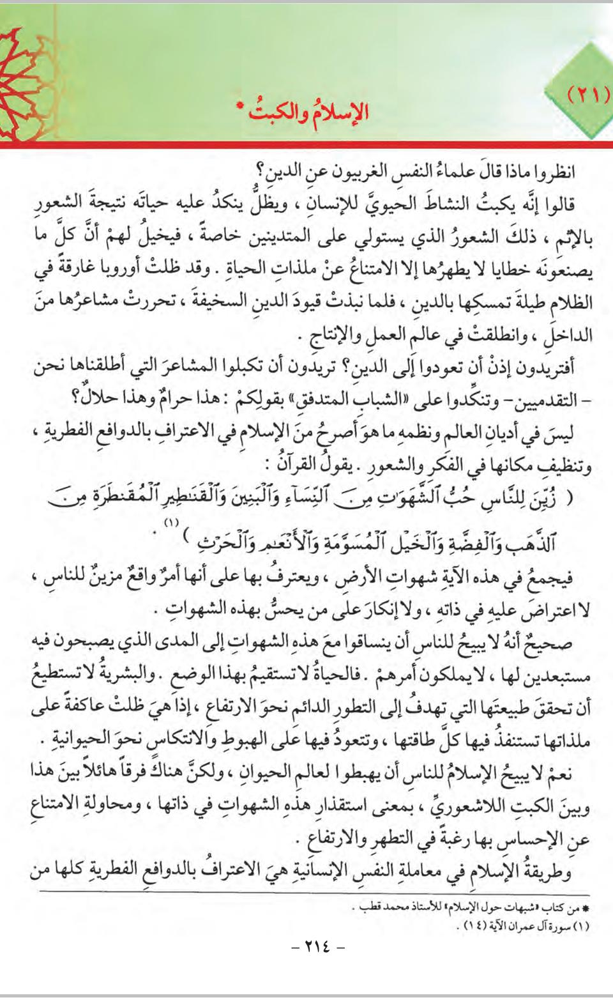 (٢١)
الإسلامُ والكبتُ *
انظروا ماذا قالَ علماءُ النفسِ الغربيون عنِ الدينِ؟
قالوا إنَّه يكبتُ النشاطَ الحيويَّ للإنسانِ ، ويظلُّ ينكدُ عليه حياتَه نتيجةَ الشعورِ
بالإثمِ ، ذلكَ الشعورُ الذي يستولي على المتدينين خاصةً ، فيخيلُ لهمْ أنَّ كلَّ ما
يصنعونَه خطايا لا يطهرُها إلا الامتناعُ عنْ ملذاتِ الحياةِ . وقد ظلتْ أوروبا غارقةً في
الظلامِ طيلةَ تمسكِها بالدينِ ، فلما نبذتْ قيودَ الدينِ السخيفةَ ، تحررتْ مشاعرُها منَ
الداخلَ ، وانطلقتْ في عالمِ العملِ والإنتاجِ .
أفتريدون إذنْ أن تعودوا إلى الدينِ؟ تريدون أن تكبلوا المشاعرَ التي أطلقناها نحن
– التقدميين– وتنكِّدوا على «الشبابِ المتدفقِ» بقولِكمْ : هذا حرامٌ وهذا حلالٌ؟
ليسَ في أديانِ العالمِ ونظمهِ ما هوَ أصرحُ منَ الإسلامِ في الاعترافِ بالدوافعِ الفطريةِ ،
وتنظيفِ مكانها في الفكرِ والشعورِ . يقولُ القرآنُ :
( زُيِّنَ لِلنَّاسِ حُبُّ ٱلشَّهَوَٰتِ مِنَ ٱلنِّسَآءِ وَٱلۡبَنِينَ وَٱلۡقَنَٰطِيرِ ٱلۡمُقَنطَرَةِ مِنَ
ٱلذَّهَبِ وَٱلۡفِضَّةِ وَٱلۡخَيۡلِ ٱلۡمُسَوَّمَةِ وَٱلۡأَنۡعَٰمِ وَٱلۡحَرۡثِ )(١) .
فيجمعُ في هذه الآيةِ شهواتِ الأرضِ ، ويعترفُ بها على أنها أمرٌ واقعٌ مزينٌ للناسِ ،
لا اعتراضَ عليهِ في ذاتهِ ، ولا إنكارَ على من يحسُّ بهذه الشهواتِ .
صحيحٌ أنهُ لا يبيحُ للناسِ أن ينساقوا معَ هذهِ الشهواتِ إلى المدى الذي يصبحون فيه
مستبعدين لها ، لا يملكون أمرهمْ . فالحياةُ لا تستقيمُ بهذا الوضعِ . والبشريةُ لا تستطيعُ
أن تحققَ طبيعتَها التي تهدفُ إلى التطورِ الدائمِ نحوَ الارتفاعِ ، إذا هيَ ظلتْ عاكفةً على
ملذاتها تستنفذُ فيها كلَّ طاقتها ، وتتعودُ فيها على الهبوطِ والانتكاسِ نحوَ الحيوانيةِ .
نعمْ لا يبيحُ الإسلامُ للناسِ أن يهبطوا لعالمِ الحيوانِ ، ولكنَّ هناكَ فرقاً هائلاً بينَ هذا
وبينَ الكبتِ اللاشعوريِّ ، بمعنى استقذارِ هذهِ الشهواتِ في ذاتها ، ومحاولةِ الامتناعِ
عنِ الإحساسِ بها رغبةً في التطهرِ والارتفاعِ .
وطريقةُ الإسلامِ في معاملةِ النفسِ الإنسانيةِ هيَ الاعترافُ بالدوافعِ الفطريةِ كلها من
* من كتاب «شبهات حول الإسلام» للأستاذ محمد قطب .
(١) سورة آل عمران الآية (١٤) .
– ٢١٤ –